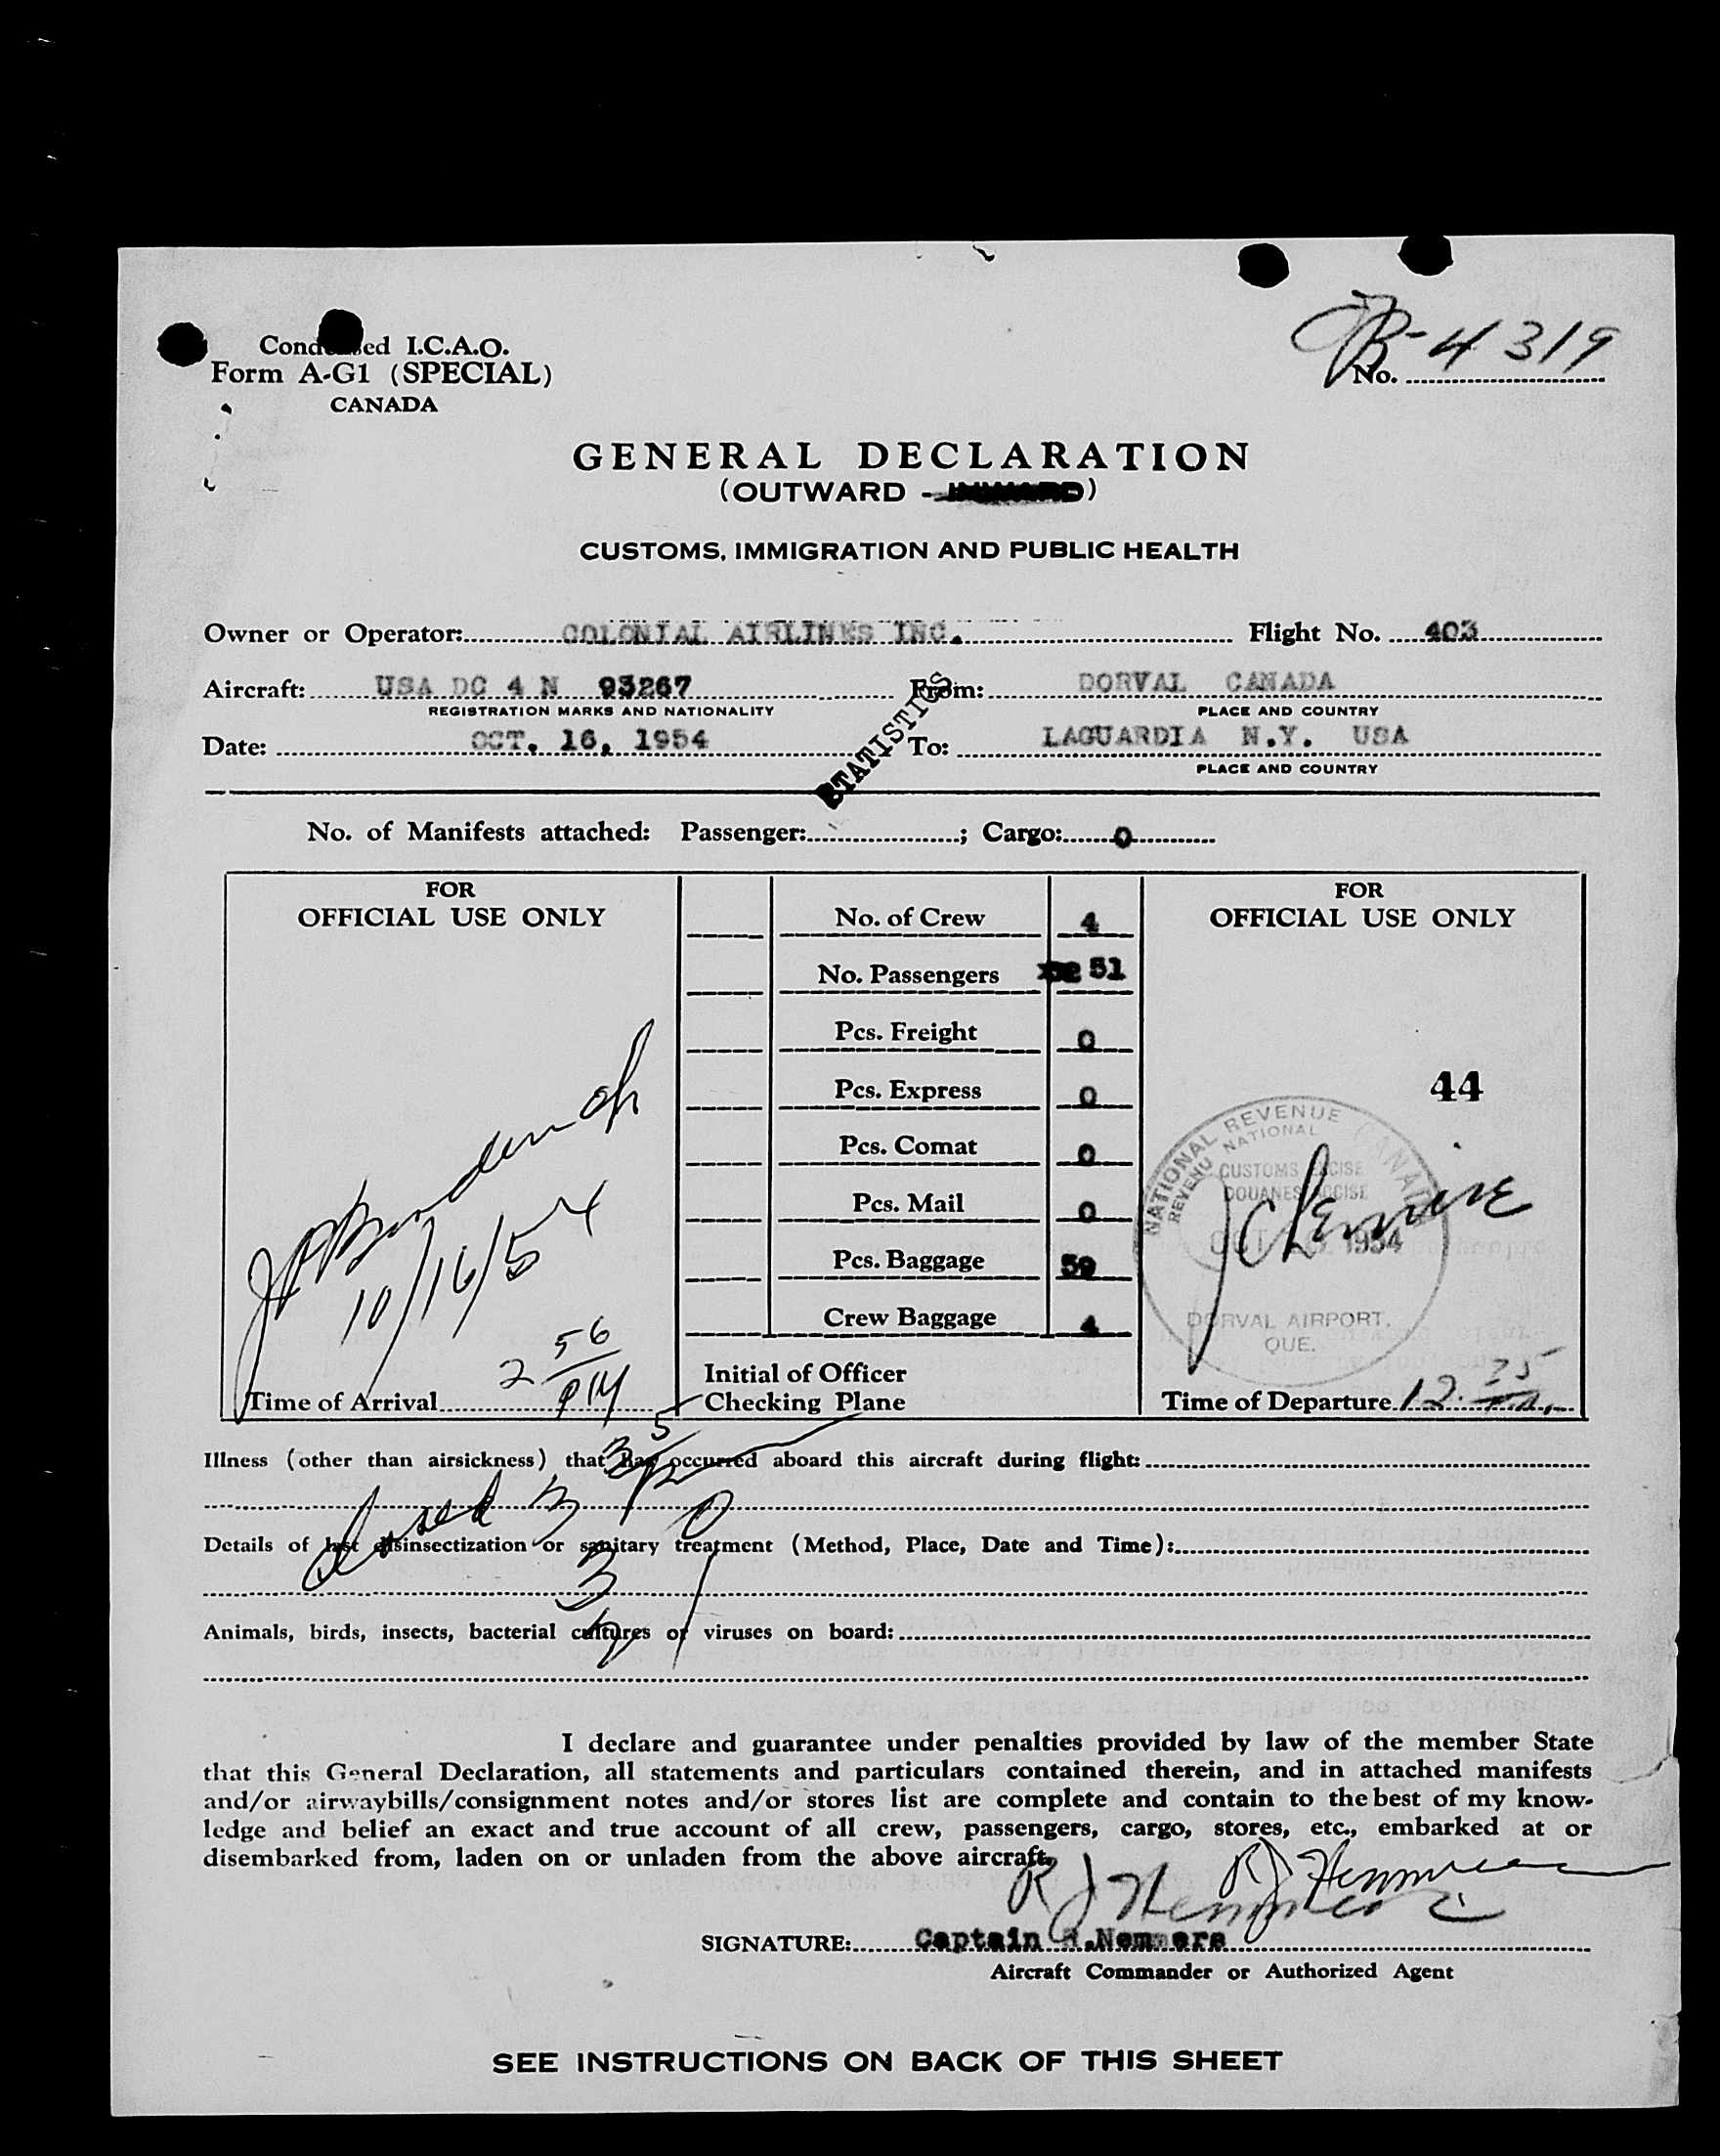 B-4319
Condensed I.C.A.O.
Form A-G1 (SPECIAL)
CANADA
No.
GENERAL DECLARATION
(OUTWARD - INWARD)
CUSTOMS, IMMIGRATION AND PUBLIC HEALTH
Owner or Operator: COLONIAL AIRLINES INC. Flight No. 403
Aircraft: USA DC 4 N 93267 From: DORVAL CANADA
REGISTRATION MARKS AND NATIONALITY PLACE AND COUNTRY
Date: OCT. 16, 1954 To: LAGUARDIA N.Y. USA
PLACE AND COUNTRY
STATISTICS
No. of Manifests attached: Passenger: ; Cargo: 0
FOR
OFFICIAL USE ONLY
10/16/54
2 56 PM
Time of Arrival
No. of Crew 4
No. Passengers 51
Pcs. Freight 0
Pcs. Express 0
Pcs. Comat 0
Pcs. Mail 0
Pcs. Baggage 59
Crew Baggage 4
Initial of Officer
Checking Plane
FOR
OFFICIAL USE ONLY
44
NATIONAL REVENUE CANADA
REVENU NATIONAL
CUSTOMS EXCISE
DOUANES ACCISE
OCT 1954
DORVAL AIRPORT.
QUE.
Time of Departure 12.35
Illness (other than airsickness) that has occurred aboard this aircraft during flight:
Details of last disinsectization or sanitary treatment (Method, Place, Date and Time):
Animals, birds, insects, bacterial cultures or viruses on board:
I declare and guarantee under penalties provided by law of the member State
that this General Declaration, all statements and particulars contained therein, and in attached manifests
and/or airwaybills/consignment notes and/or stores list are complete and contain to the best of my know-
ledge and belief an exact and true account of all crew, passengers, cargo, stores, etc., embarked at or
disembarked from, laden on or unladen from the above aircraft.
SIGNATURE: Captain R.Nemmers
Aircraft Commander or Authorized Agent
SEE INSTRUCTIONS ON BACK OF THIS SHEET